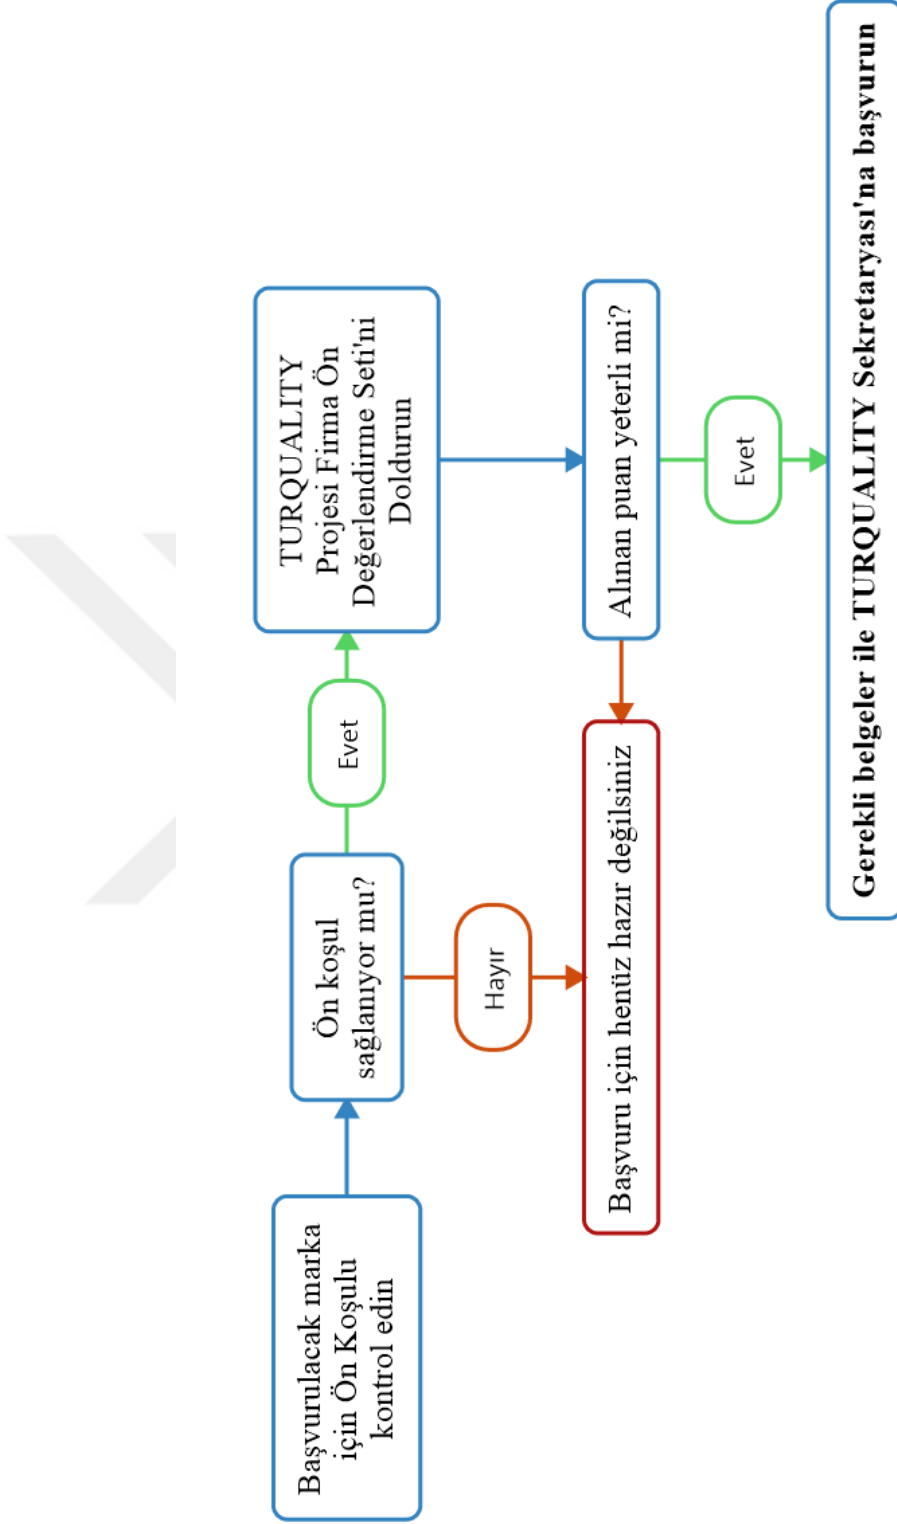 Başvurulacak marka
için Ön Koşulu
kontrol edin
Ön koşul
sağlanıyor mu?
Evet
TURQUALITY
Projesi Firma Ön
Değerlendirme Seti'ni
Doldurun
Hayır
Başvuru için henüz hazır değilsiniz
Alınan puan yeterli mi?
Evet
Gerekli belgeler ile TURQUALITY Sekretaryası'na başvurun